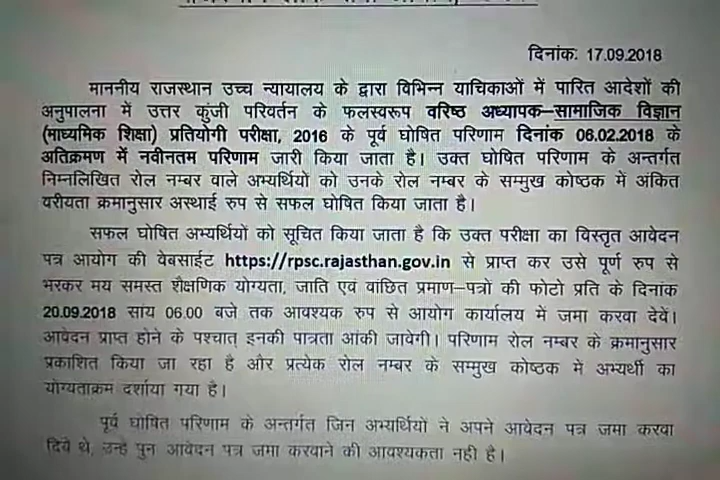 दिनांक: 17.09.2018
माननीय राजस्थान उच्च न्यायालय के द्वारा विभिन्न याचिकाओं में पारित आदेशों की
अनुपालना में उत्तर कुंजी परिवर्तन के फलस्वरुप वरिष्ठ अध्यापक–सामाजिक विज्ञान
(माध्यमिक शिक्षा) प्रतियोगी परीक्षा, 2016 के पूर्व घोषित परिणाम दिनांक 06.02.2018 के
अतिक्रमण में नवीनतम परिणाम जारी किया जाता है। उक्त घोषित परिणाम के अन्तर्गत
निम्नलिखित रोल नम्बर वाले अभ्यर्थियों को उनके रोल नम्बर के सम्मुख कोष्ठक में अंकित
वरीयता क्रमानुसार अस्थाई रुप से सफल घोषित किया जाता है।
सफल घोषित अभ्यर्थियों को सूचित किया जाता है कि उक्त परीक्षा का विस्तृत आवेदन
पत्र आयोग की वेबसाईट https://rpsc.rajasthan.gov.in से प्राप्त कर उसे पूर्ण रुप से
भरकर मय समस्त शैक्षणिक योग्यता, जाति एवं वांछित प्रमाण–पत्रों की फोटो प्रति के दिनांक
20.09.2018 सांय 06.00 बजे तक आवश्यक रुप से आयोग कार्यालय में जमा करवा देवें।
आवेदन प्राप्त होने के पश्चात् इनकी पात्रता आंकी जावेगी। परिणाम रोल नम्बर के क्रमानुसार
प्रकाशित किया जा रहा है और प्रत्येक रोल नम्बर के सम्मुख कोष्ठक में अभ्यर्थी का
योग्यताक्रम दर्शाया गया है।
पूर्व घोषित परिणाम के अन्तर्गत जिन अभ्यर्थियों ने अपने आवेदन पत्र जमा करवा
दिये थे, उन्हे पुन आवेदन पत्र जमा करवाने की आवश्यकता नही है।